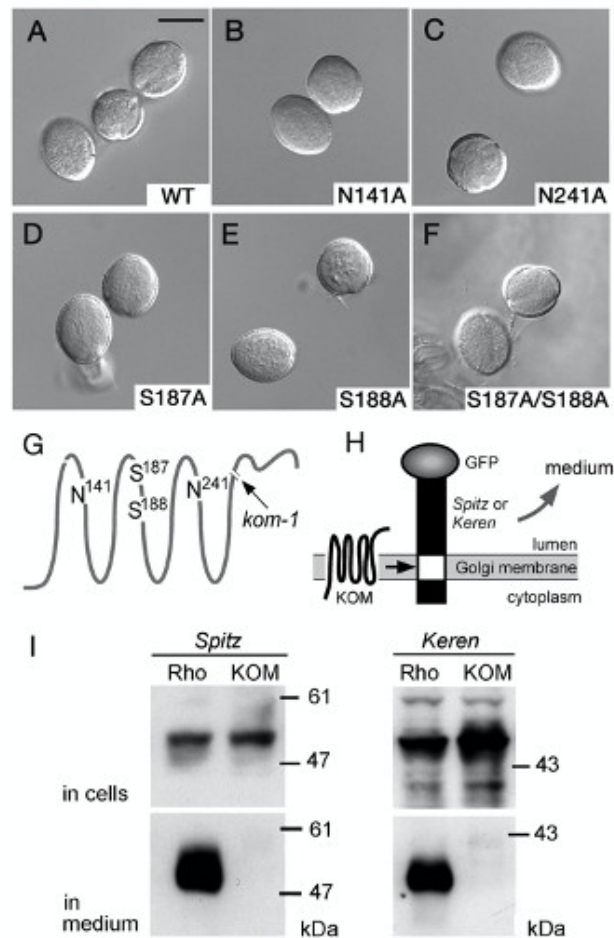 A
B
C
WT
N141A
N241A
D
E
F
S187A
S188A
S187A/S188A
G
N141
S187
S188
N241
kom-1
H
GFP
medium
Spitz or
Keren
lumen
Golgi membrane
KOM
cytoplasm
I
Spitz
Keren
Rho KOM
Rho KOM
61
47
43
in cells
61
43
47
in
medium
kDa
kDa